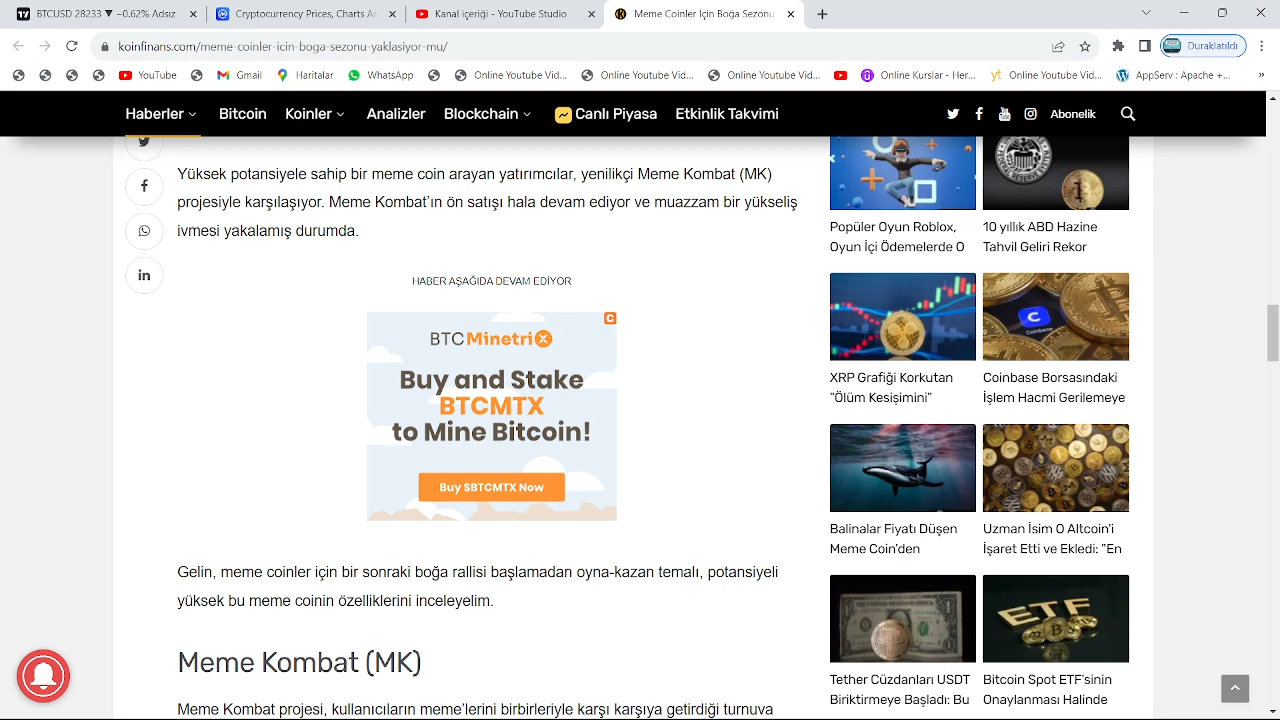 BTCUSD 28233 ▼ −0.62% Adsız
Cryptocurrency Prices, Charts An
Kanal içeriği - YouTube Studio
Meme Coinler İçin Boğa Sezonu
koinfinans.com/meme-coinler-icin-boga-sezonu-yaklasiyor-mu/
Duraklatıldı
YouTube
Gmail
Haritalar
WhatsApp
Online Youtube Vid...
Online Youtube Vid...
Online Youtube Vid...
Online Kurslar - Her...
yt Online Youtube Vid...
AppServ : Apache +...
»
Haberler
Bitcoin
Koinler
Analizler
Blockchain
Canlı Piyasa
Etkinlik Takvimi
Abonelik
Yüksek potansiyele sahip bir meme coin arayan yatırımcılar, yenilikçi Meme Kombat (MK)
projesiyle karşılaşıyor. Meme Kombat'ın ön satışı hala devam ediyor ve muazzam bir yükseliş
ivmesi yakalamış durumda.
HABER AŞAĞIDA DEVAM EDİYOR
BTCMinetriX
Buy and Stake
BTCMTX
to Mine Bitcoin!
Buy $BTCMTX Now
Gelin, meme coinler için bir sonraki boğa rallisi başlamadan oyna-kazan temalı, potansiyeli
yüksek bu meme coinin özelliklerini inceleyelim.
Meme Kombat (MK)
Meme Kombat projesi, kullanıcıların meme'lerini birbirleriyle karşı karşıya getirdiği turnuva
Popüler Oyun Roblox,
Oyun İçi Ödemelerde O
10 yıllık ABD Hazine
Tahvil Geliri Rekor
XRP Grafiği Korkutan
"Ölüm Kesişimini"
coinbase
Coinbase Borsasındaki
İşlem Hacmi Gerilemeye
Balinalar Fiyatı Düşen
Meme Coin'den
Uzman İsim O Altcoin'i
İşaret Etti ve Ekledi: "En
Tether Cüzdanları USDT
Biriktirmeye Başladı: Bu
ETF
Bitcoin Spot ETF'sinin
Onaylanması Halinde